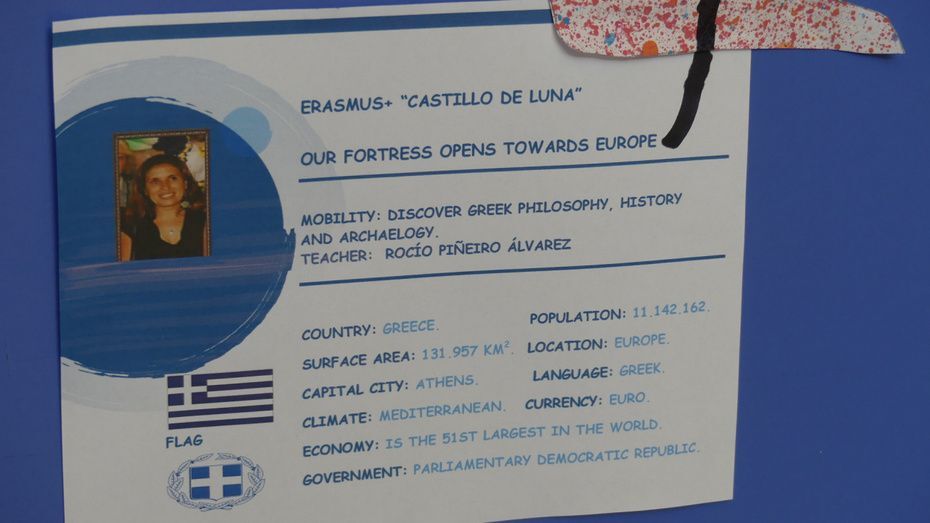 ERASMUS+ “CASTILLO DE LUNA”
OUR FORTRESS OPENS TOWARDS EUROPE
MOBILITY: DISCOVER GREEK PHILOSOPHY, HISTORY
AND ARCHAELOGY.
TEACHER: ROCÍO PIÑEIRO ÁLVAREZ
COUNTRY: GREECE.
POPULATION: 11.142.162.
SURFACE AREA: 131.957 KM².
LOCATION: EUROPE.
CAPITAL CITY: ATHENS.
LANGUAGE: GREEK.
CLIMATE: MEDITERRANEAN.
CURRENCY: EURO.
ECONOMY: IS THE 51ST LARGEST IN THE WORLD.
GOVERNMENT: PARLIAMENTARY DEMOCRATIC REPUBLIC.
FLAG